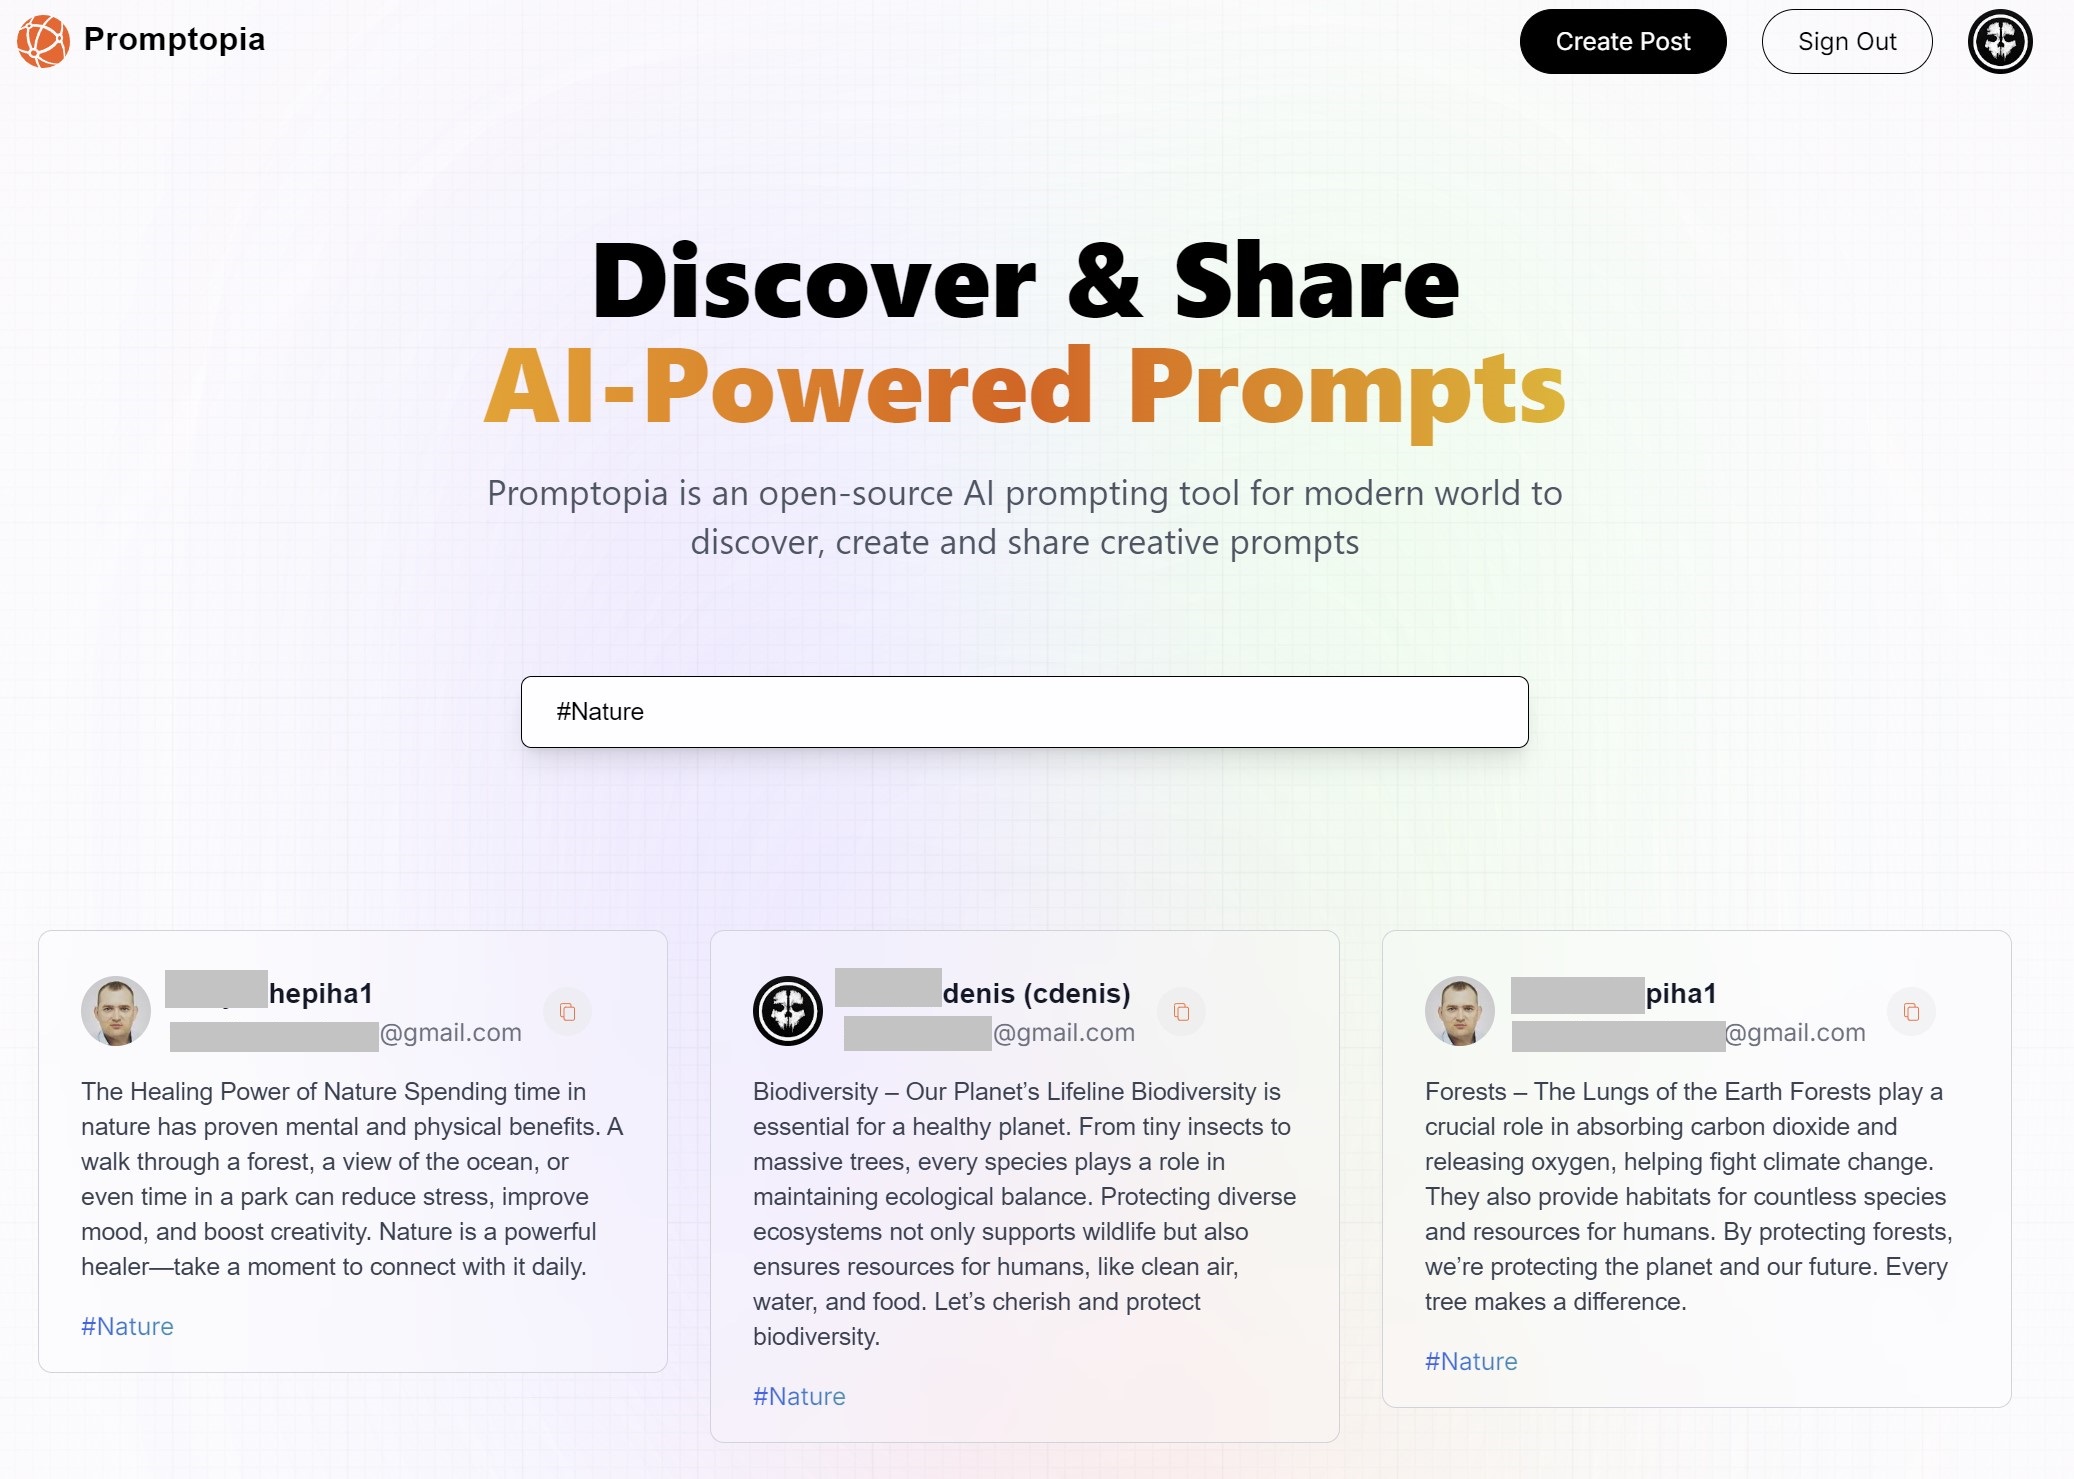 Promptopia
Create Post
Sign Out
Discover & Share
AI-Powered Prompts
Promptopia is an open-source AI prompting tool for modern world to
discover, create and share creative prompts
#Nature
hepiha1
@gmail.com
The Healing Power of Nature Spending time in
nature has proven mental and physical benefits. A
walk through a forest, a view of the ocean, or
even time in a park can reduce stress, improve
mood, and boost creativity. Nature is a powerful
healer—take a moment to connect with it daily.
#Nature
denis (cdenis)
@gmail.com
Biodiversity – Our Planet’s Lifeline Biodiversity is
essential for a healthy planet. From tiny insects to
massive trees, every species plays a role in
maintaining ecological balance. Protecting diverse
ecosystems not only supports wildlife but also
ensures resources for humans, like clean air,
water, and food. Let’s cherish and protect
biodiversity.
#Nature
piha1
@gmail.com
Forests – The Lungs of the Earth Forests play a
crucial role in absorbing carbon dioxide and
releasing oxygen, helping fight climate change.
They also provide habitats for countless species
and resources for humans. By protecting forests,
we’re protecting the planet and our future. Every
tree makes a difference.
#Nature